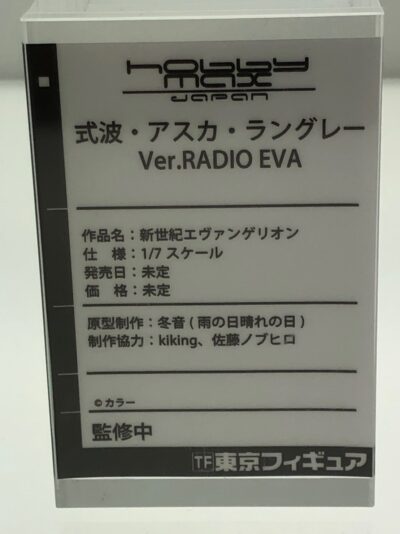 hobby
max
JAPAN
式波・アスカ・ラングレー
Ver.RADIO EVA
作品名：新世紀エヴァンゲリオン
仕　様：1/7 スケール
発売日：未定
価　格：未定
原型制作：冬音 ( 雨の日晴れの日 )
制作協力：kiking、佐藤ノブヒロ
©カラー
監修中
TF 東京フィギュア